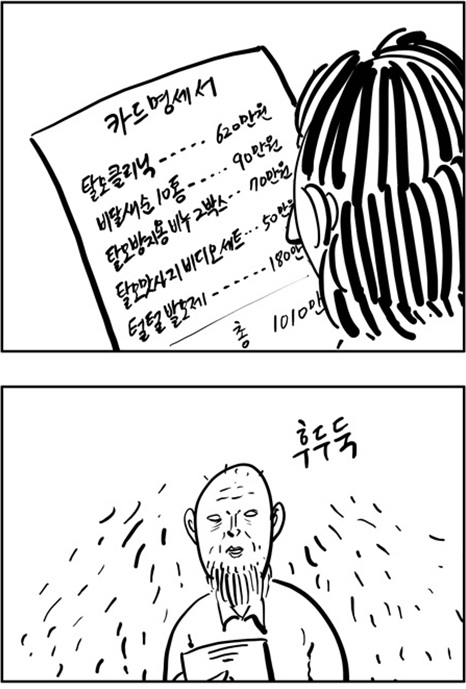 카드명세서
탈모클리닉 ------ 620만원
비달새순 10통 ----- 90만원
탈모방지용 비누 2박스 --- 70만원
탈모맛사지 비디오세트 --- 50만원
털털발모제 ------- 180만
총 1010만
후두둑